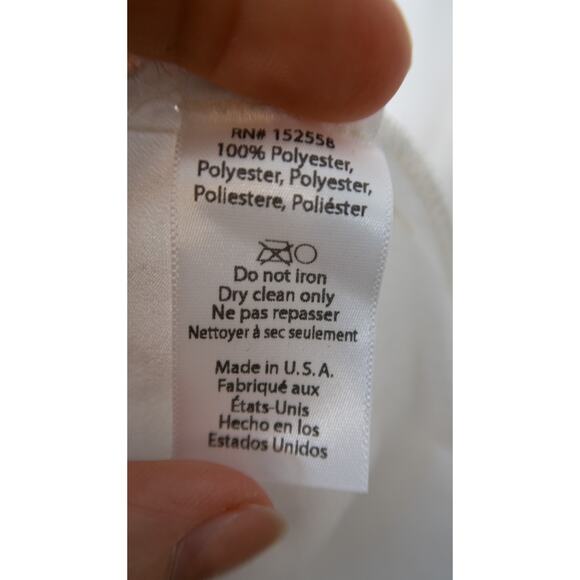 RN# 152558
100% Polyester,
Polyester, Polyester,
Poliestere, Poliéster
Do not iron
Dry clean only
Ne pas repasser
Nettoyer à sec seulement
Made in U.S.A.
Fabriqué aux
États-Unis
Hecho en los
Estados Unidos